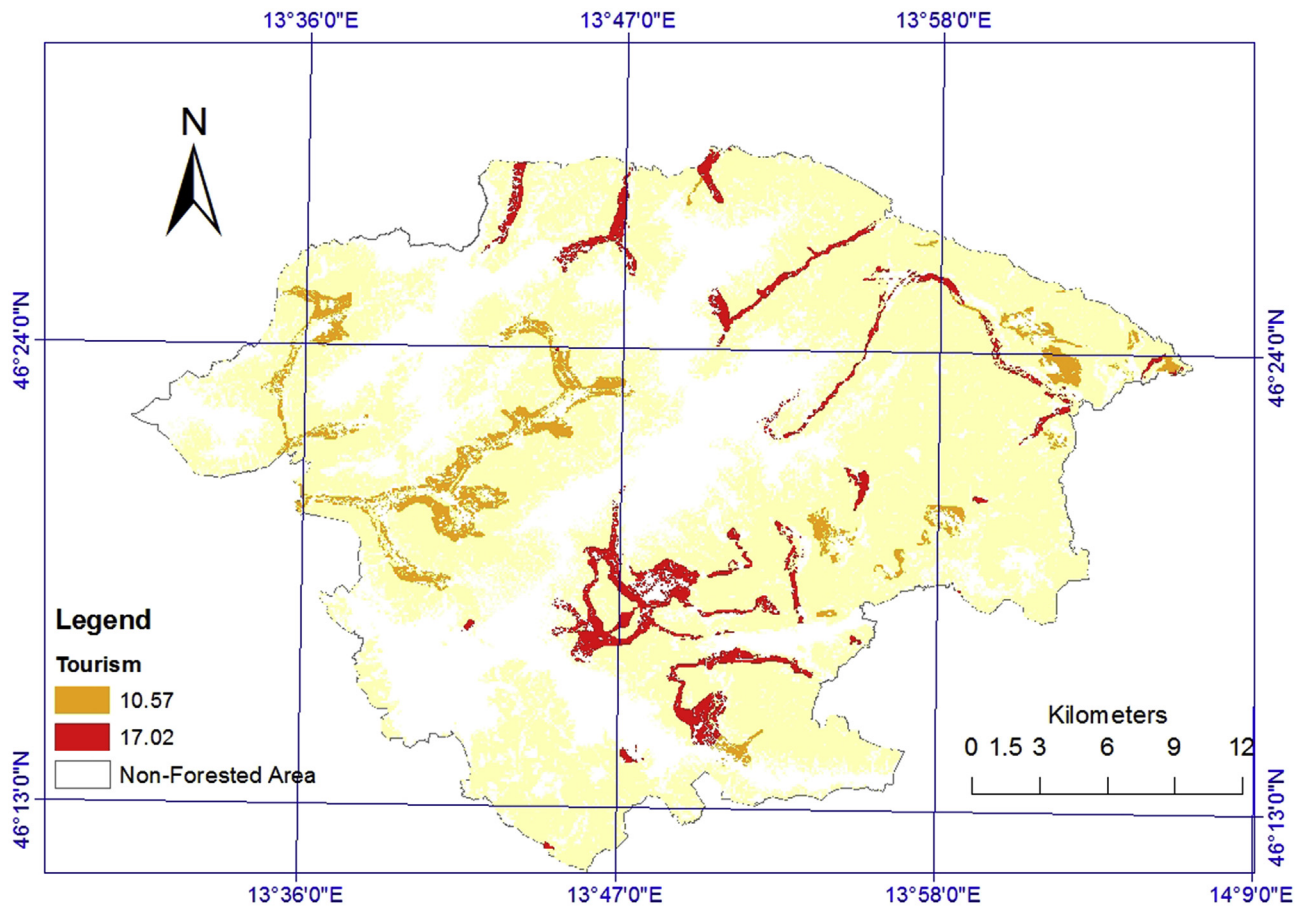 13°36'0"E 13°47'0"E 13°58'0"E
N
46°24'0"N 46°24'0"N
Legend
Tourism
10.57
17.02
Non-Forested Area
Kilometers
0 1.5 3 6 9 12
46°13'0"N 46°13'0"N
13°36'0"E 13°47'0"E 13°58'0"E 14°9'0"E